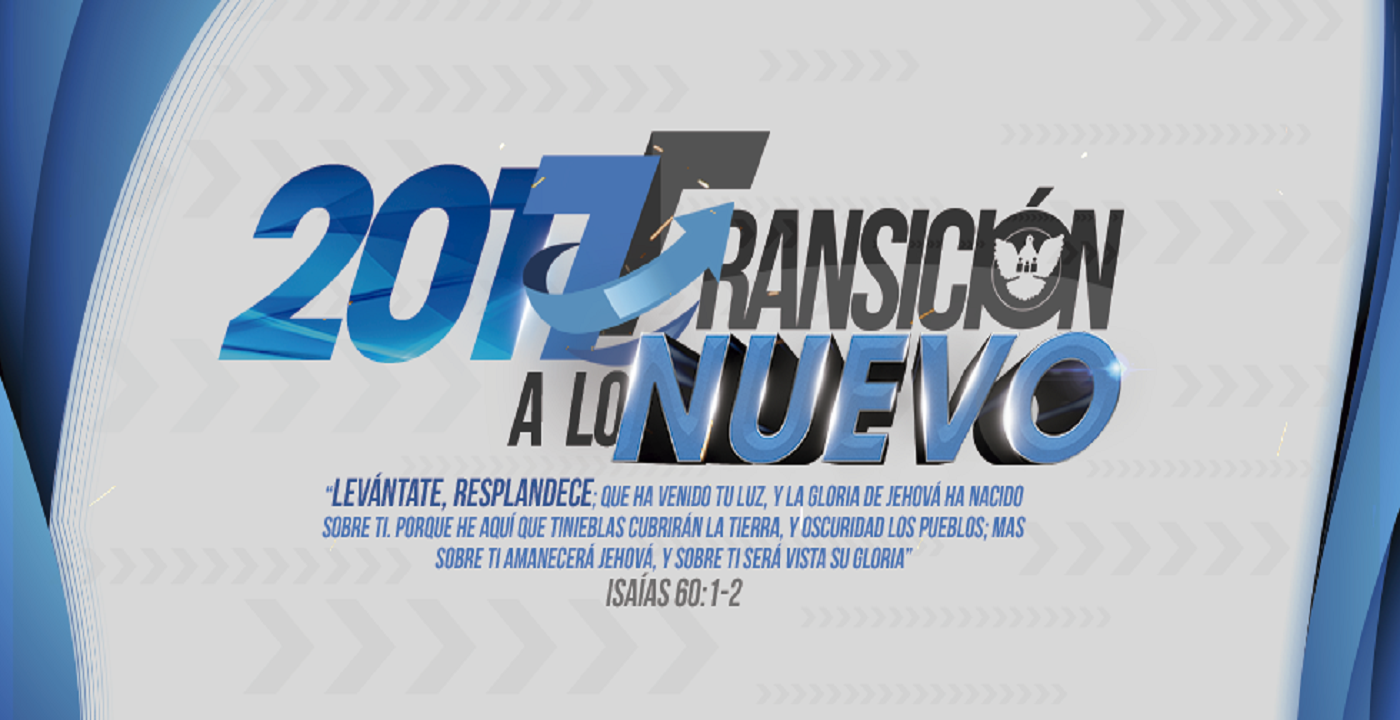 2017 TRANSICIÓN
A LO NUEVO
“LEVÁNTATE, RESPLANDECE; QUE HA VENIDO TU LUZ, Y LA GLORIA DE JEHOVÁ HA NACIDO
SOBRE TI. PORQUE HE AQUÍ QUE TINIEBLAS CUBRIRÁN LA TIERRA, Y OSCURIDAD LOS PUEBLOS; MAS
SOBRE TI AMANECERÁ JEHOVÁ, Y SOBRE TI SERÁ VISTA SU GLORIA”
ISAÍAS 60:1-2